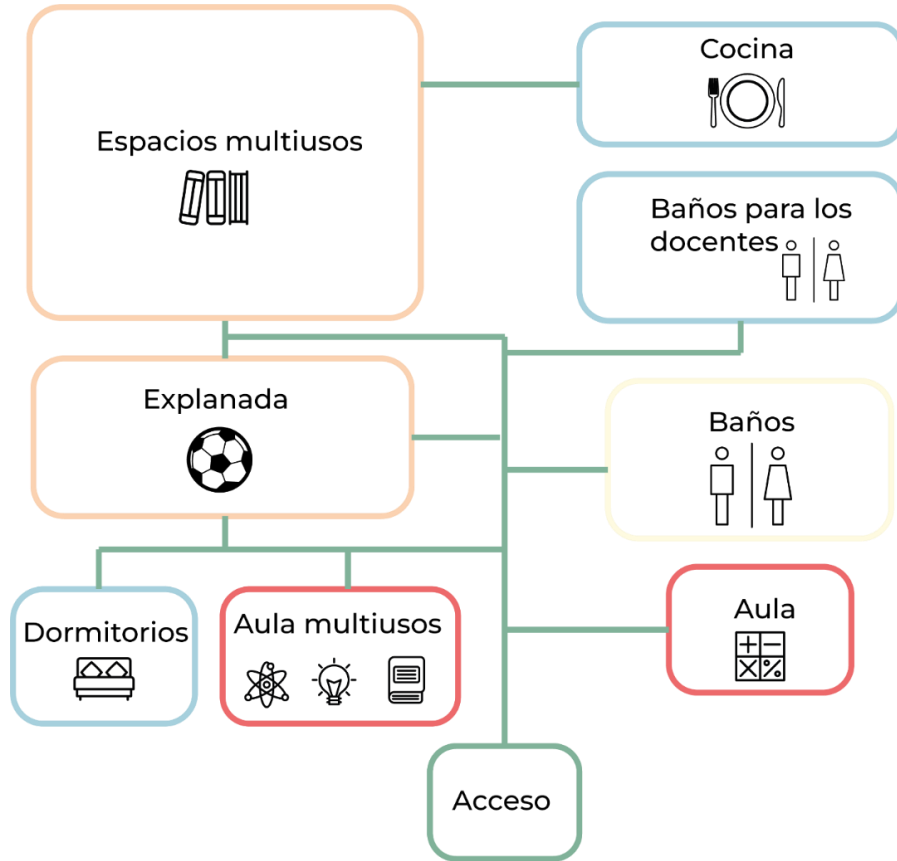 Cocina
Espacios multiusos
Baños para los
docentes
Explanada
Baños
Dormitorios
Aula multiusos
Aula
Acceso